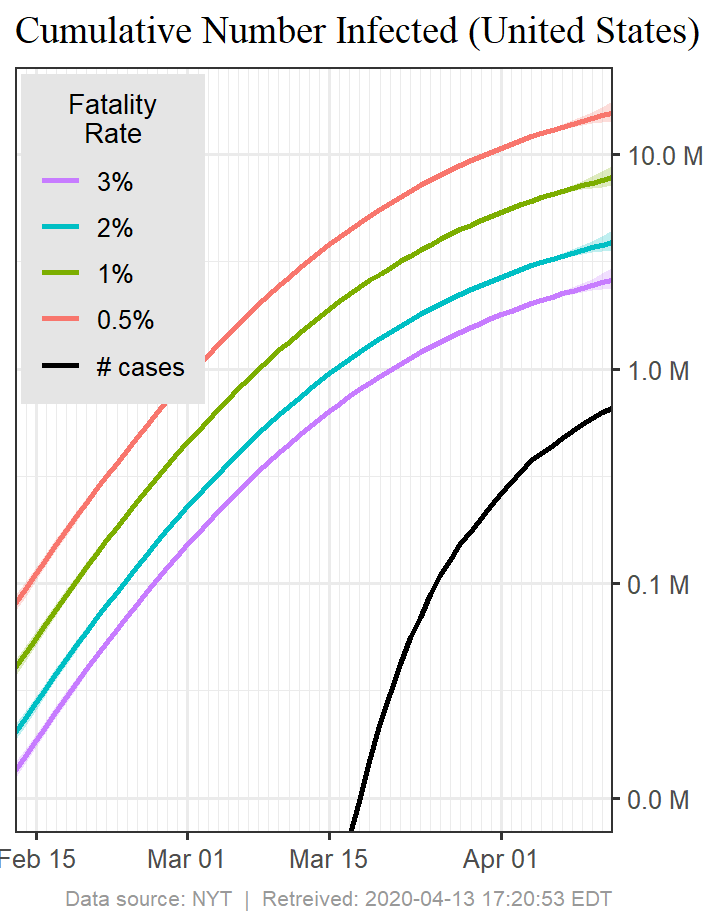 Cumulative Number Infected (United States)
Fatality
Rate
3%
2%
1%
0.5%
# cases
10.0 M
1.0 M
0.1 M
0.0 M
Feb 15
Mar 01
Mar 15
Apr 01
Data source: NYT | Retreived: 2020-04-13 17:20:53 EDT